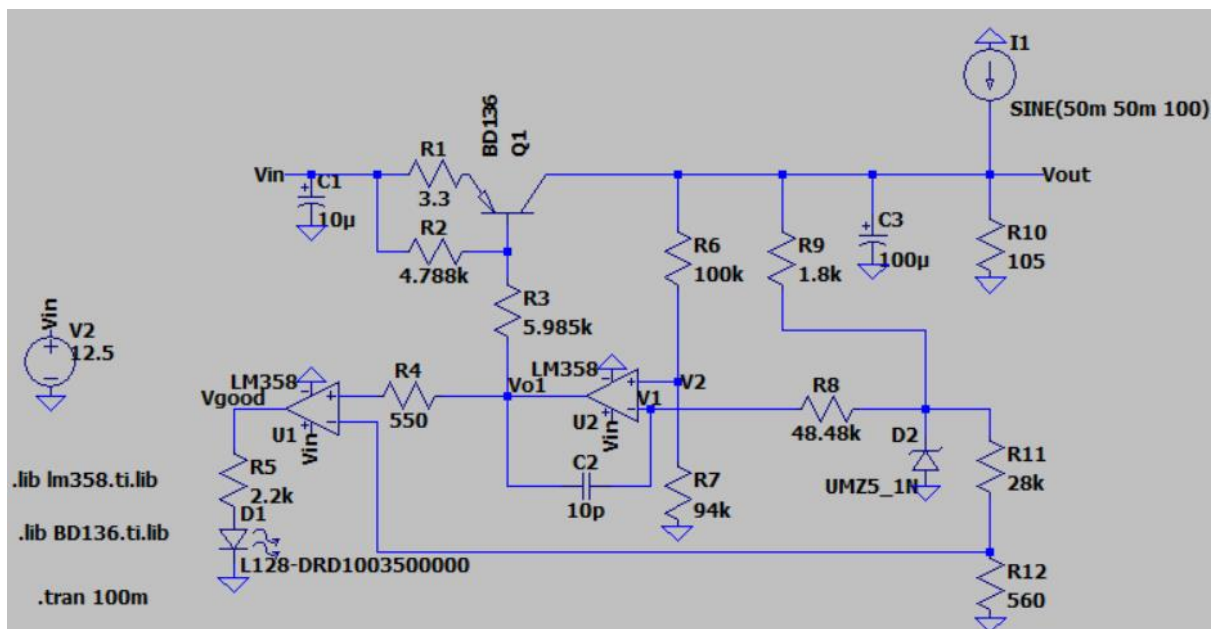 I1
SINE(50m 50m 100)
BD136
Q1
R1
3.3
Vin
C1
10µ
R2
4.788k
Vout
R6
100k
R9
1.8k
C3
100µ
R10
105
R3
5.985k
Vin
V2
12.5
LM358
R4
550
Vo1
LM358
V2
V1
Vgood
U1
Vin
U2
Vin
R8
48.48k
D2
UMZ5_1N
R11
28k
C2
10p
R7
94k
.lib lm358.ti.lib
R5
2.2k
D1
.lib BD136.ti.lib
L128-DRD1003500000
R12
560
.tran 100m